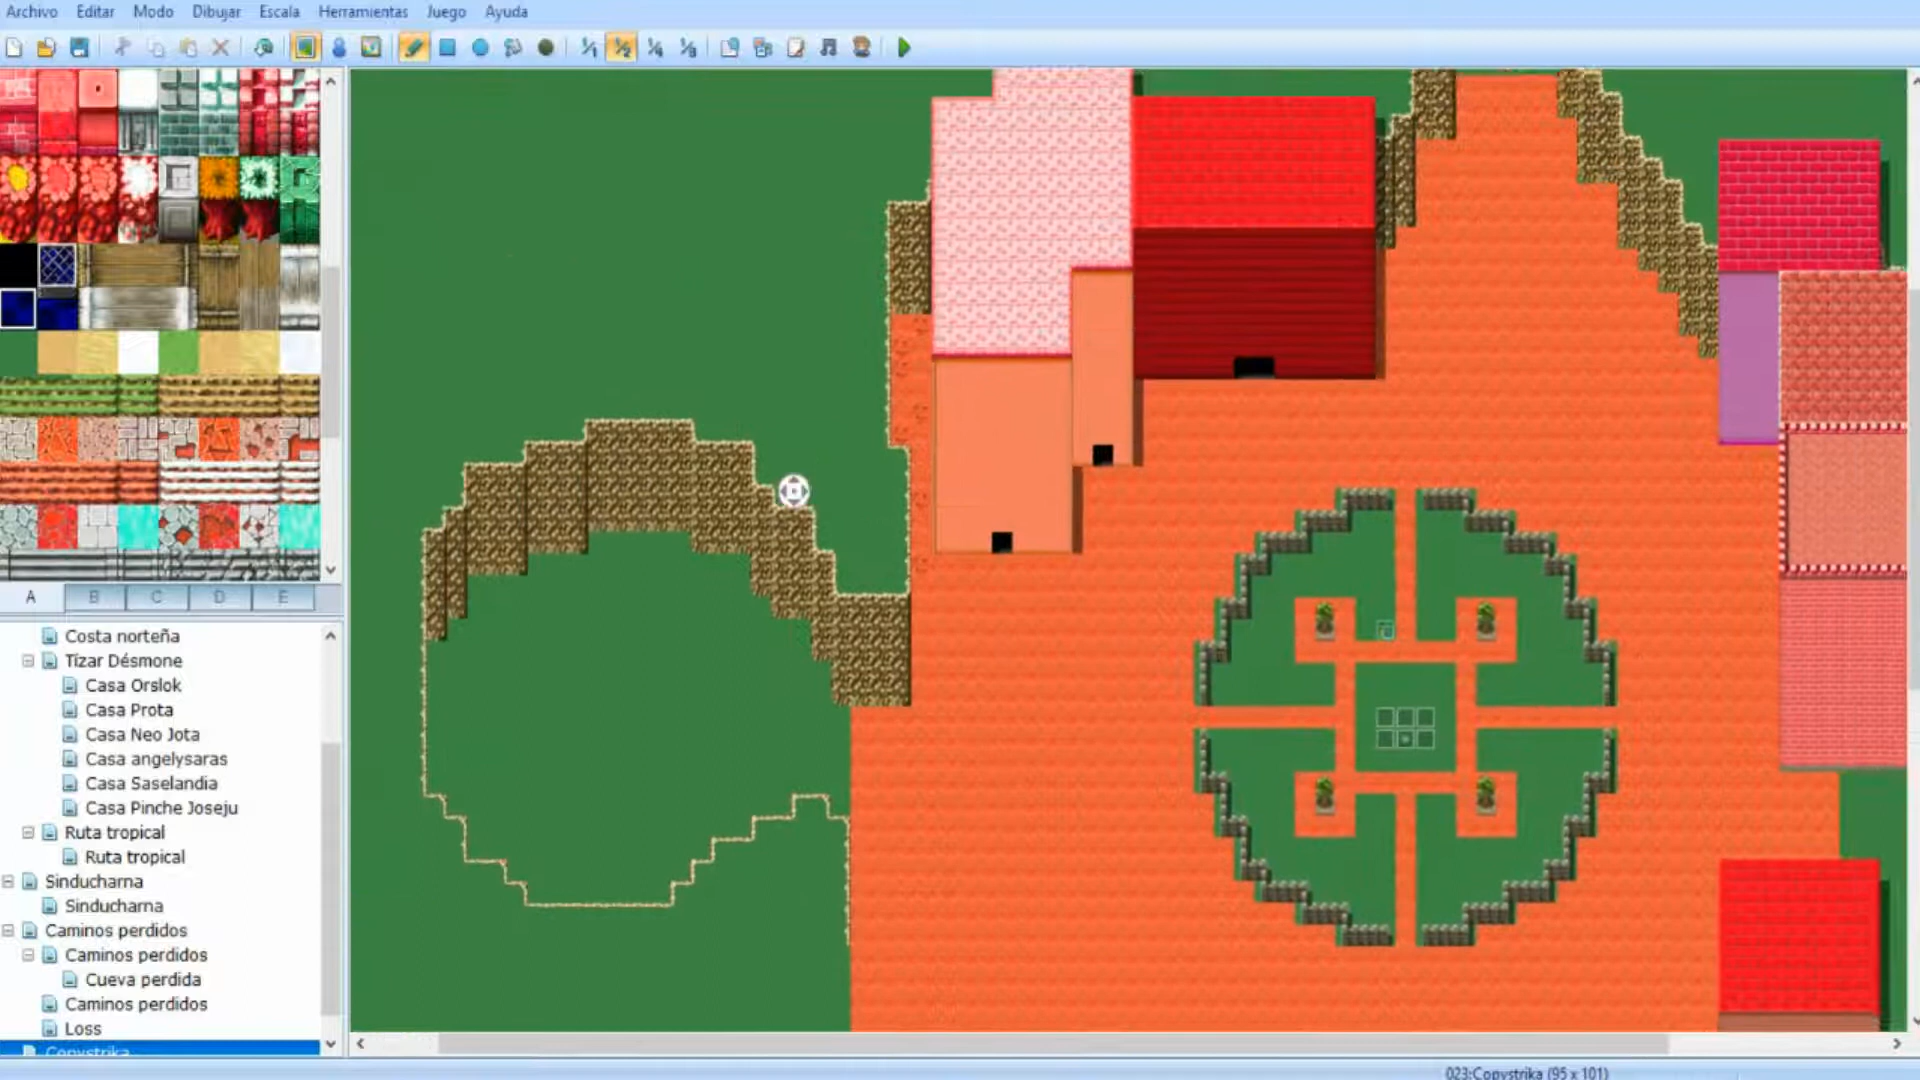 Archivo Editar Modo Dibujar Escala Herramientas Juego Ayuda
A B C D E
Costa norteña
Tízar Désmone
Casa Orslok
Casa Prota
Casa Neo Jota
Casa angelysaras
Casa Saselandia
Casa Pinche Joseju
Ruta tropical
Ruta tropical
Sinducharna
Sinducharna
Caminos perdidos
Caminos perdidos
Cueva perdida
Caminos perdidos
Loss
Copystrika
023:Copystrika (95 x 101)